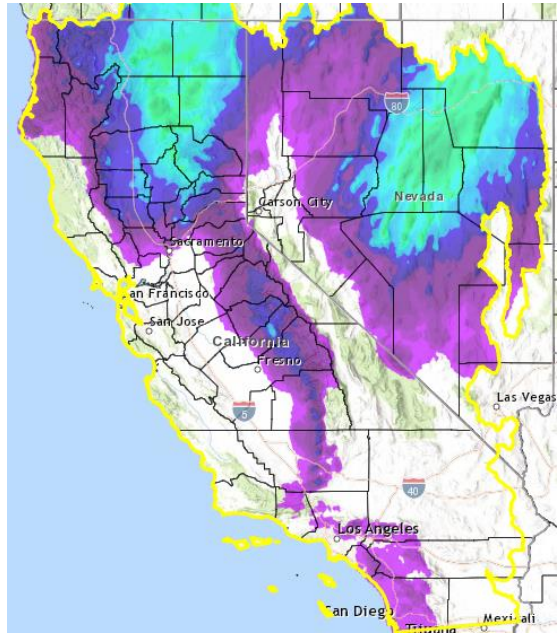 80
Nevada
Carson City
Sacramento
an Francisco
San Jose
California
Fresno
Las Vegas
5
40
Los Angeles
San Diego
Mexicali